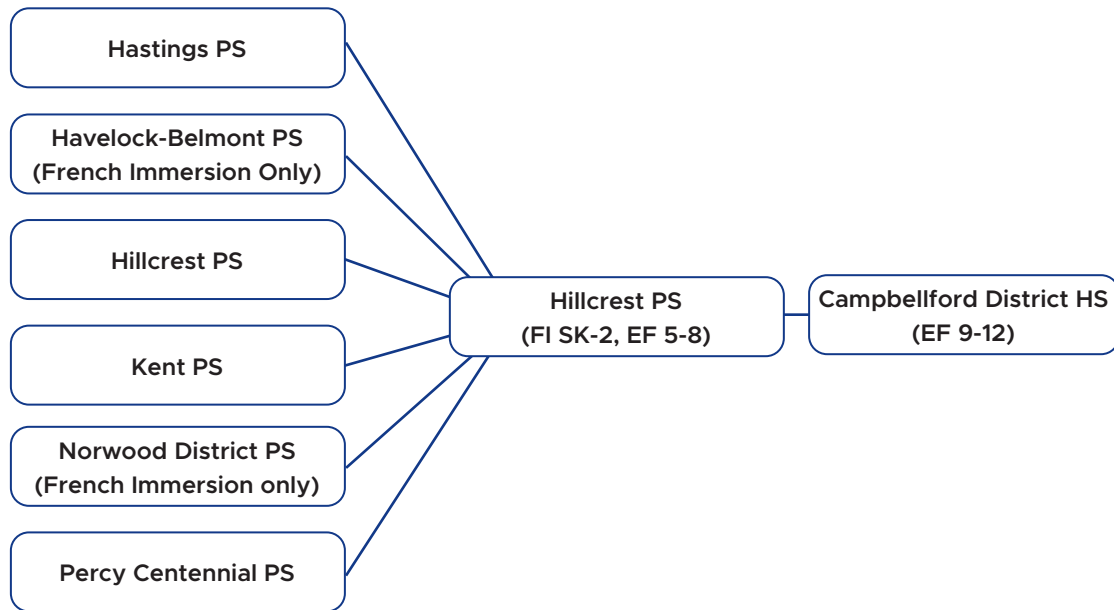 Hastings PS
Havelock-Belmont PS
(French Immersion Only)
Hillcrest PS
Kent PS
Norwood District PS
(French Immersion only)
Percy Centennial PS
Hillcrest PS
(FI SK-2, EF 5-8)
Campbellford District HS
(EF 9-12)